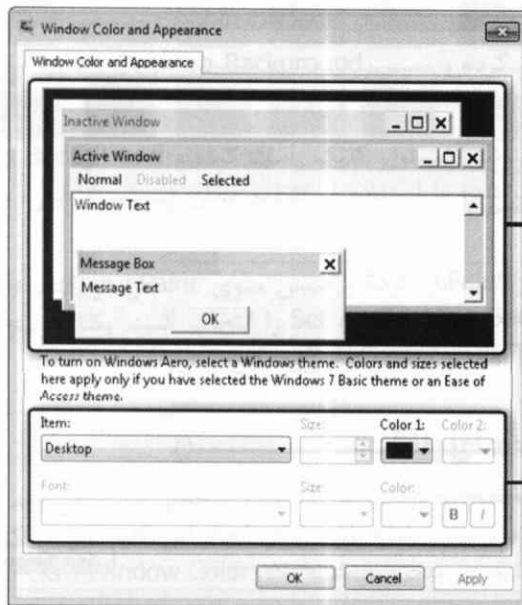 Window Color and Appearance
Window Color and Appearance
Inactive Window
Active Window
Normal Disabled Selected
Window Text
Message Box
Message Text
OK
To turn on Windows Aero, select a Windows theme. Colors and sizes selected
here apply only if you have selected the Windows 7 Basic theme or an Ease of
Access theme.
Item: Size: Color 1: Color 2:
Desktop
Font: Size: Color:
B I
OK Cancel Apply